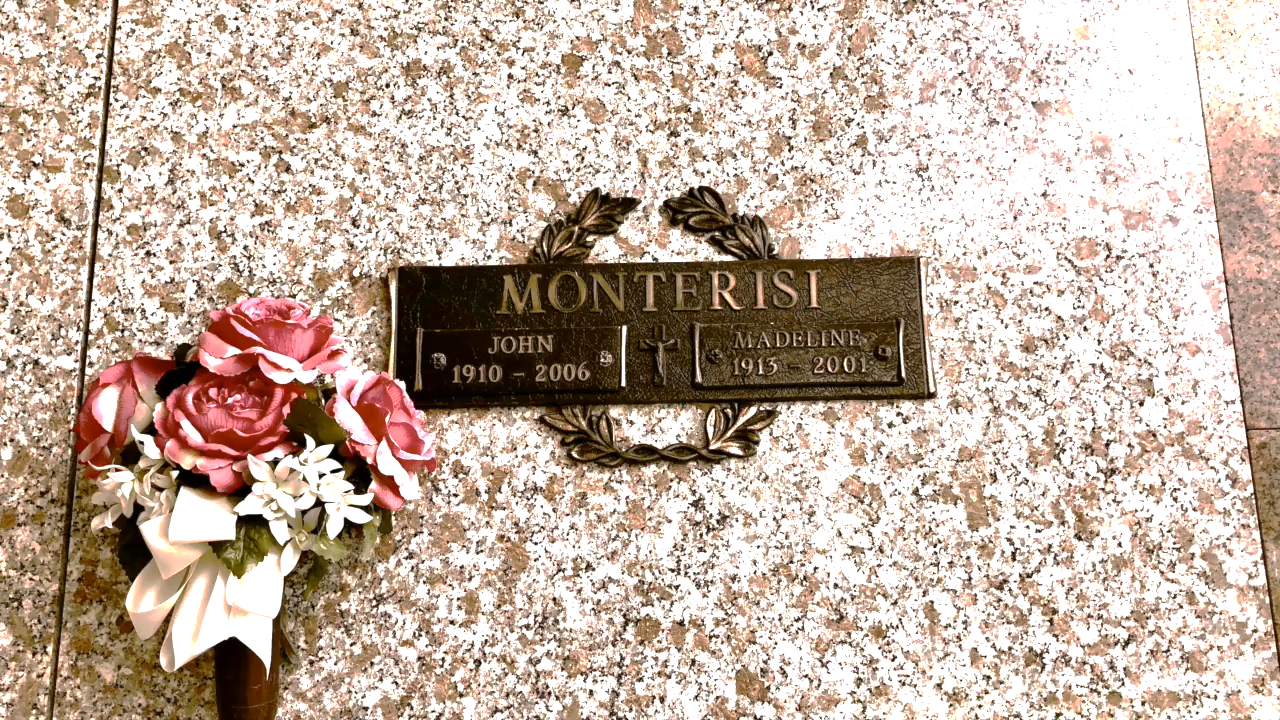 MONTERISI
JOHN
1910 - 2006
MADELINE
1913 - 2001